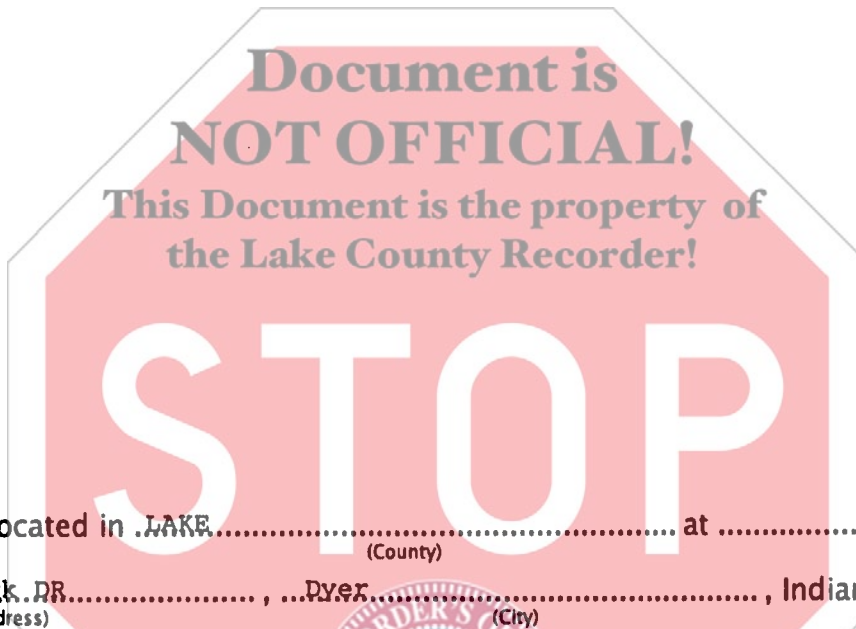 Document is
NOT OFFICIAL!
This Document is the property of
the Lake County Recorder!
STOP
ocated in .LAKE.................................................... at ................
(County)
k DR....................... , ...Dyer............................................. , Indian
dress) (City)
RDER'S O